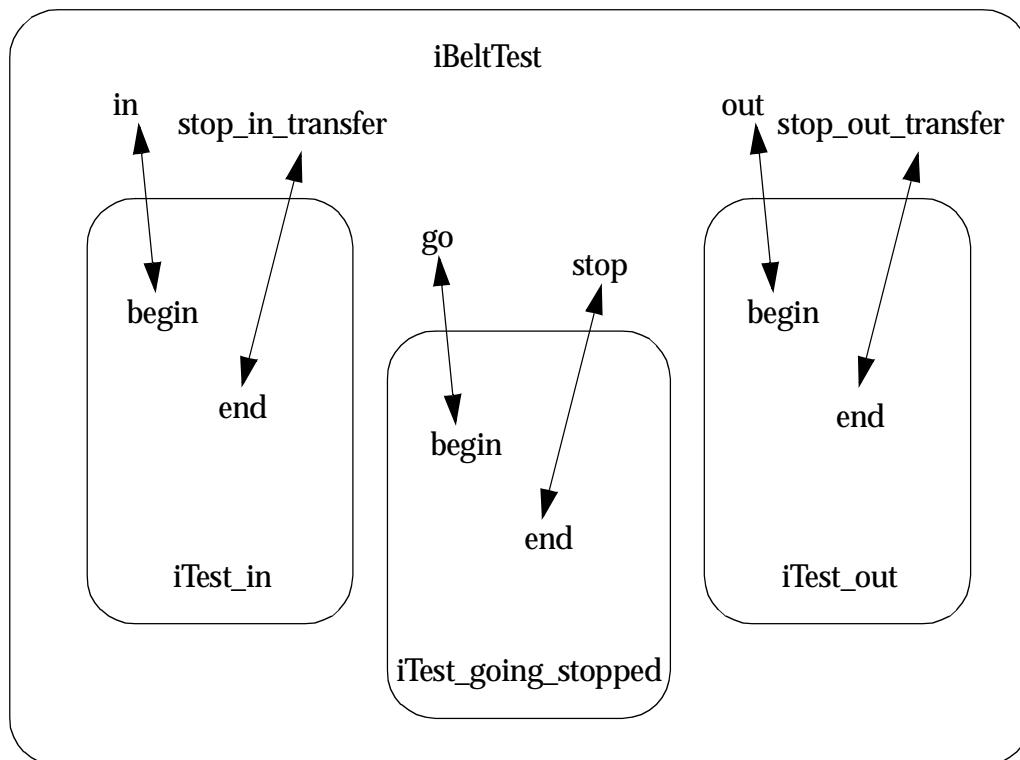 iBeltTest
in
stop_in_transfer
out
stop_out_transfer
go
stop
begin
begin
end
end
begin
end
iTest_in
iTest_out
iTest_going_stopped